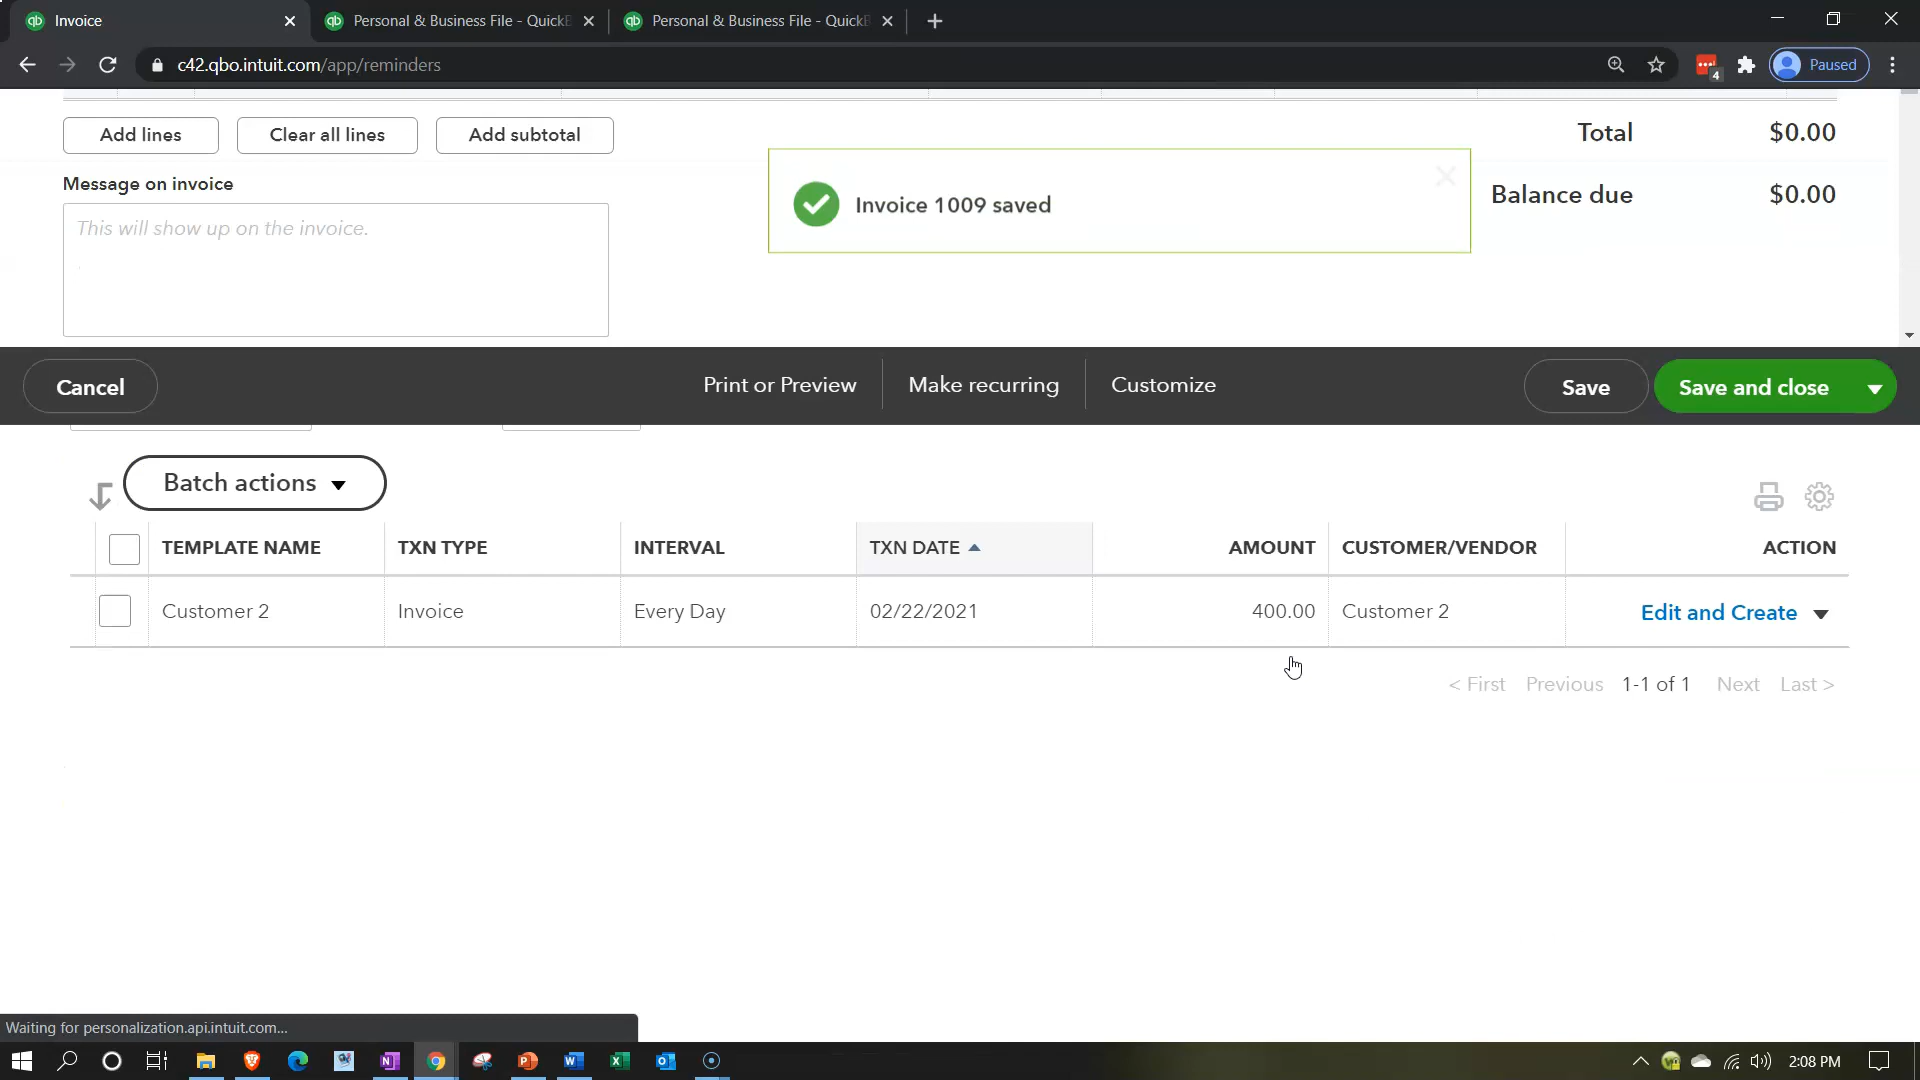 Invoice
Personal & Business File - QuickB
Personal & Business File - QuickB
c42.qbo.intuit.com/app/reminders
4
Paused
Add lines
Clear all lines
Add subtotal
Total
$0.00
Message on invoice
Balance due
$0.00
This will show up on the invoice.
Invoice 1009 saved
Cancel
Print or Preview
Make recurring
Customize
Save
Save and close
Batch actions
TEMPLATE NAME
TXN TYPE
INTERVAL
TXN DATE
AMOUNT
CUSTOMER/VENDOR
ACTION
Customer 2
Invoice
Every Day
02/22/2021
400.00
Customer 2
Edit and Create
< First
Previous
1-1 of 1
Next
Last >
Waiting for personalization.api.intuit.com...
2:08 PM